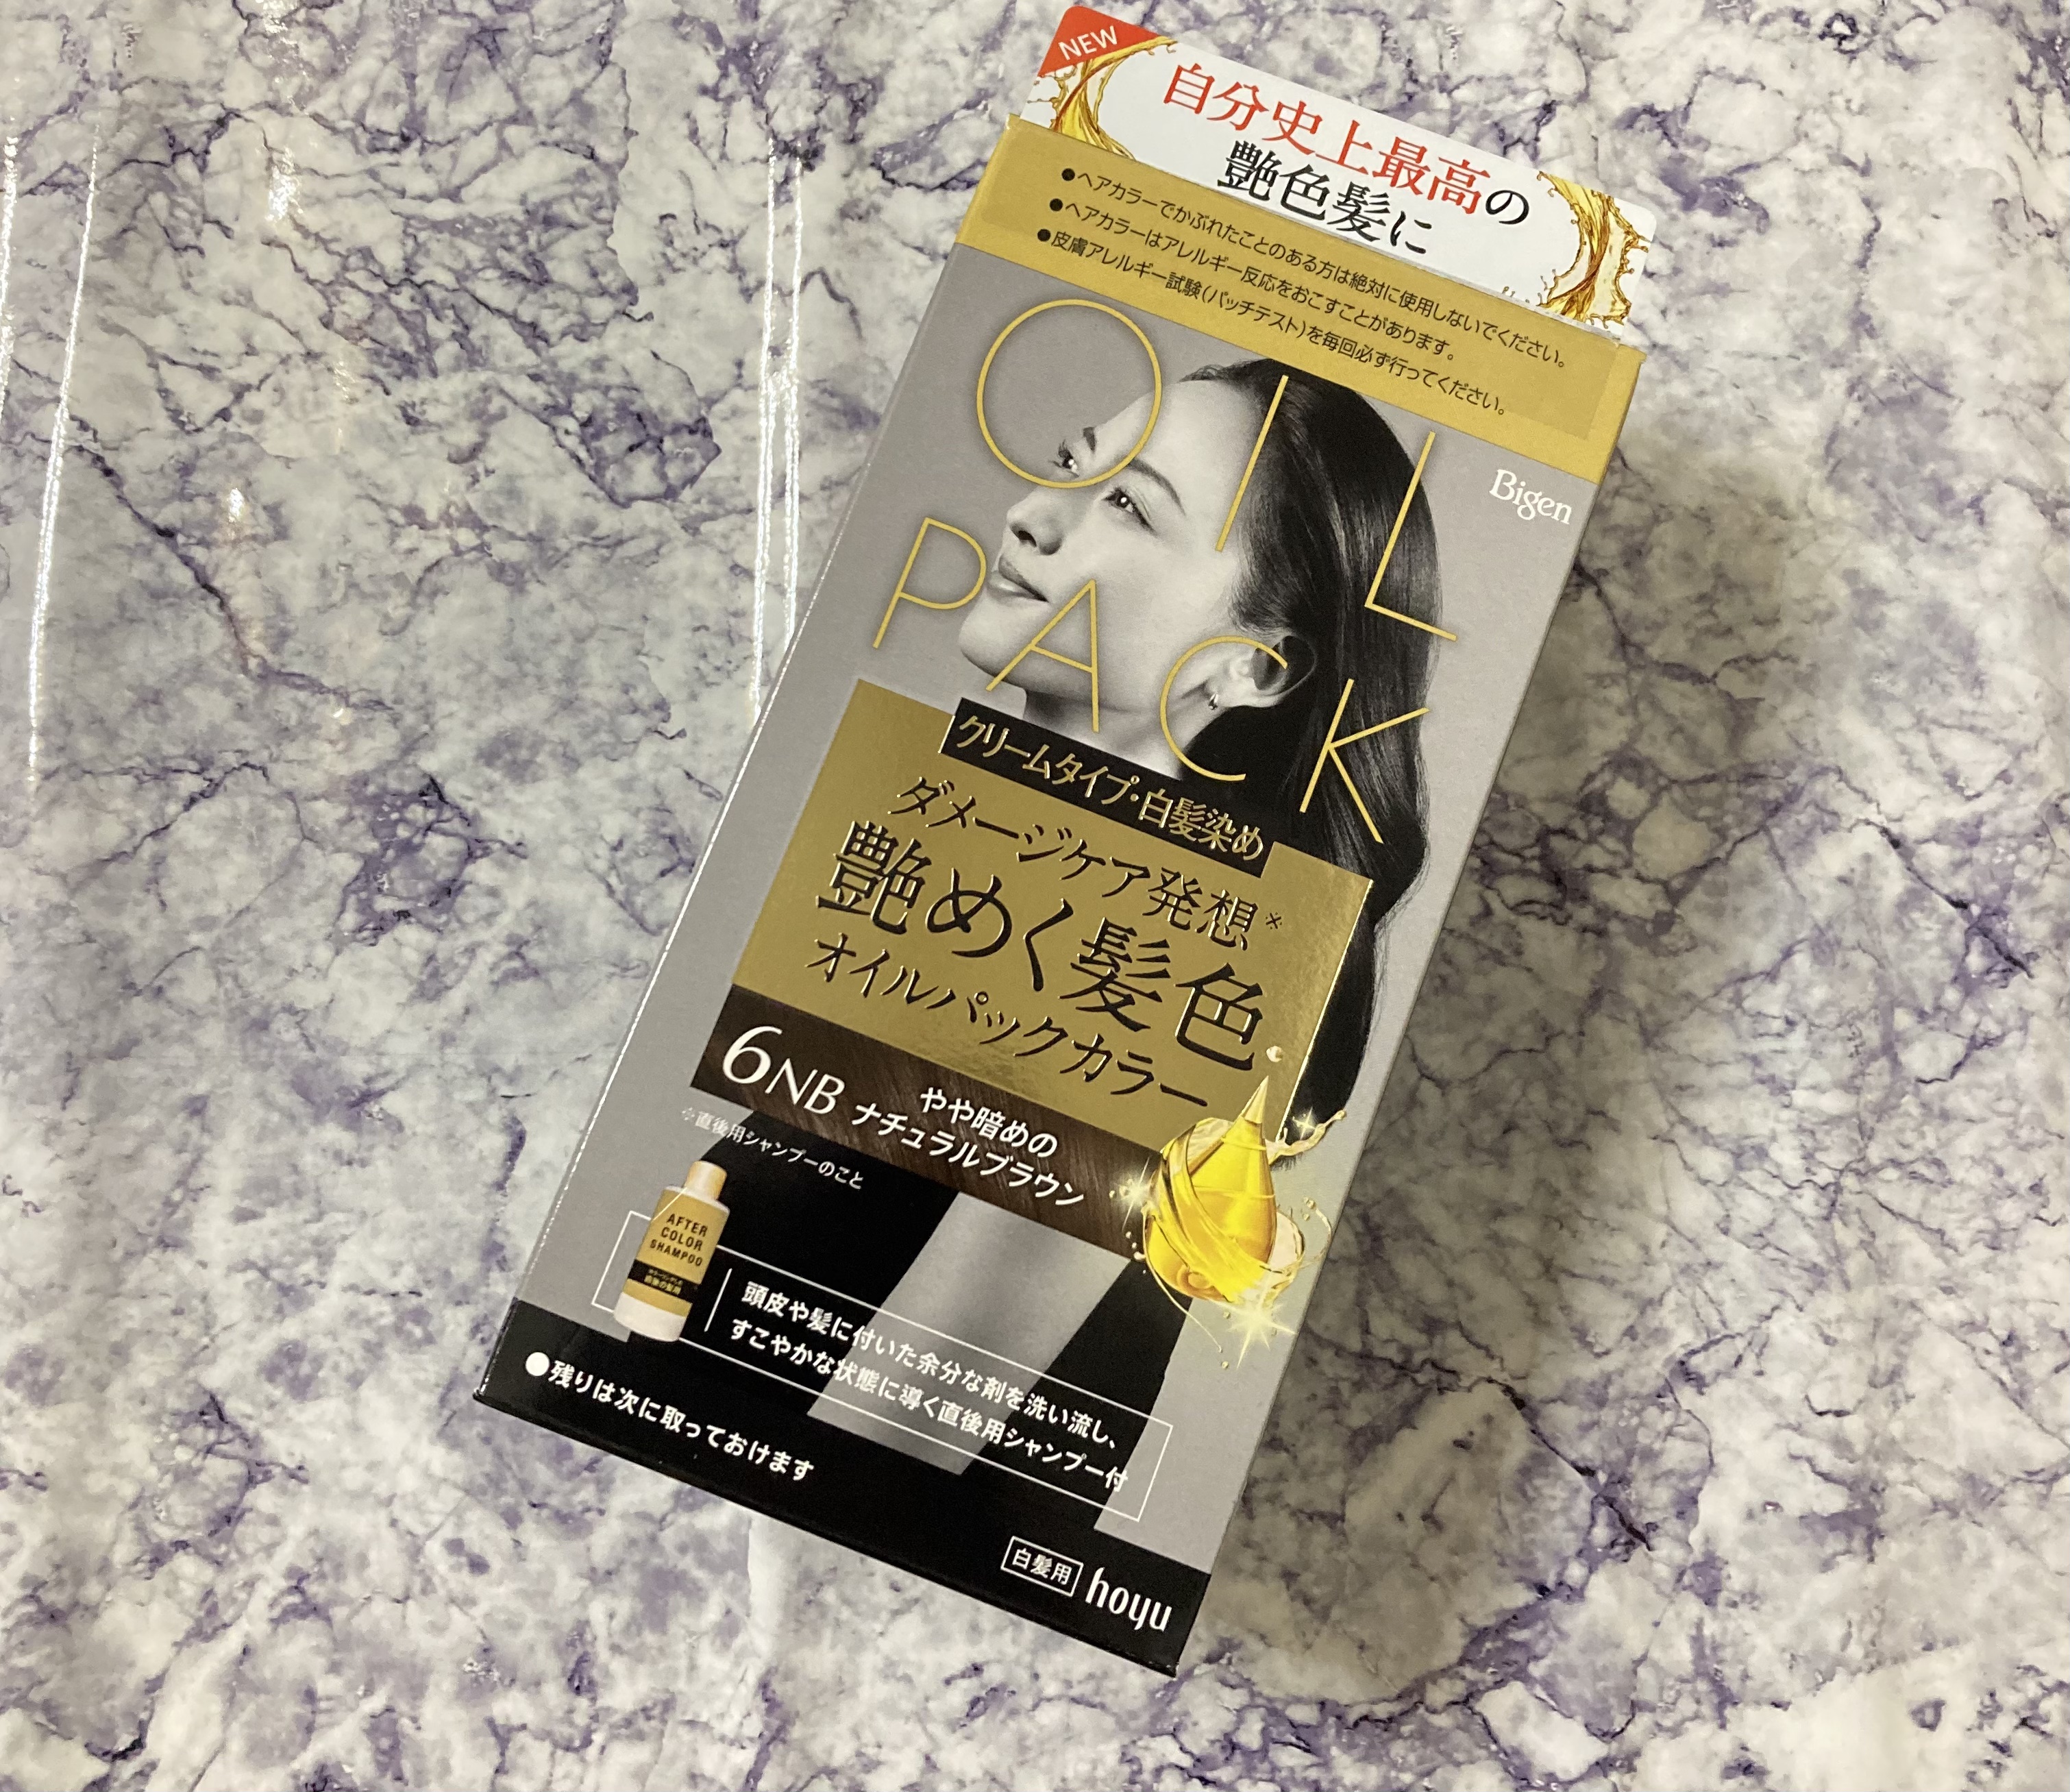 NEW
自分史上最高の
艶色髪に
●ヘアカラーでかぶれたことのある方は絶対に使用しないでください。
●ヘアカラーはアレルギー反応をおこすことがあります。
●皮膚アレルギー試験(パッチテスト)を毎回必ず行ってください。
Bigen
OIL
PACK
クリームタイプ・白髪染め
ダメージケア発想※
艶めく髪色
オイルパックカラー
6NB
やや暗めの
ナチュラルブラウン
※直後用シャンプーのこと
AFTER
COLOR
SHAMPOO
頭皮や髪に付いた余分な剤を洗い流し、
すこやかな状態に導く直後用シャンプー付
●残りは次に取っておけます
白髪用
hoyu